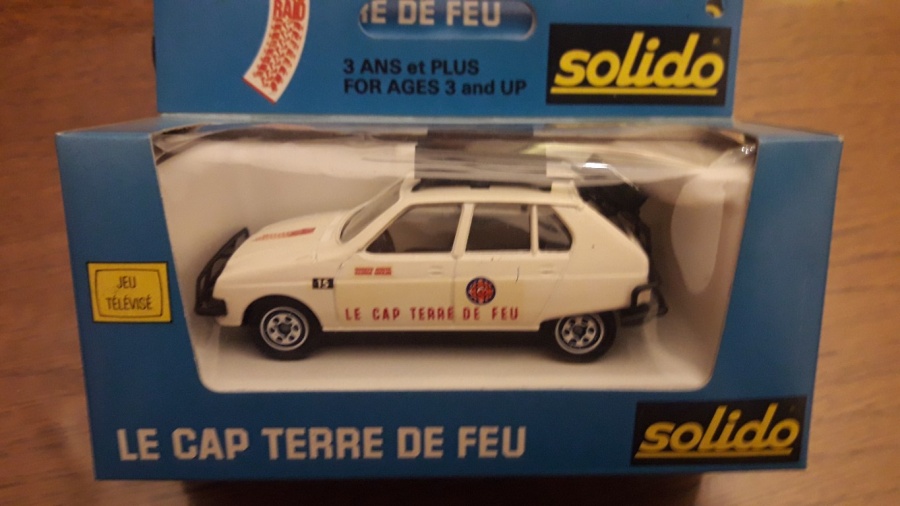 RAID
E DE FEU
solido
3 ANS et PLUS
FOR AGES 3 and UP
JEU
TÉLÉVISÉ
15
LE CAP TERRE DE FEU
LE CAP TERRE DE FEU
solido